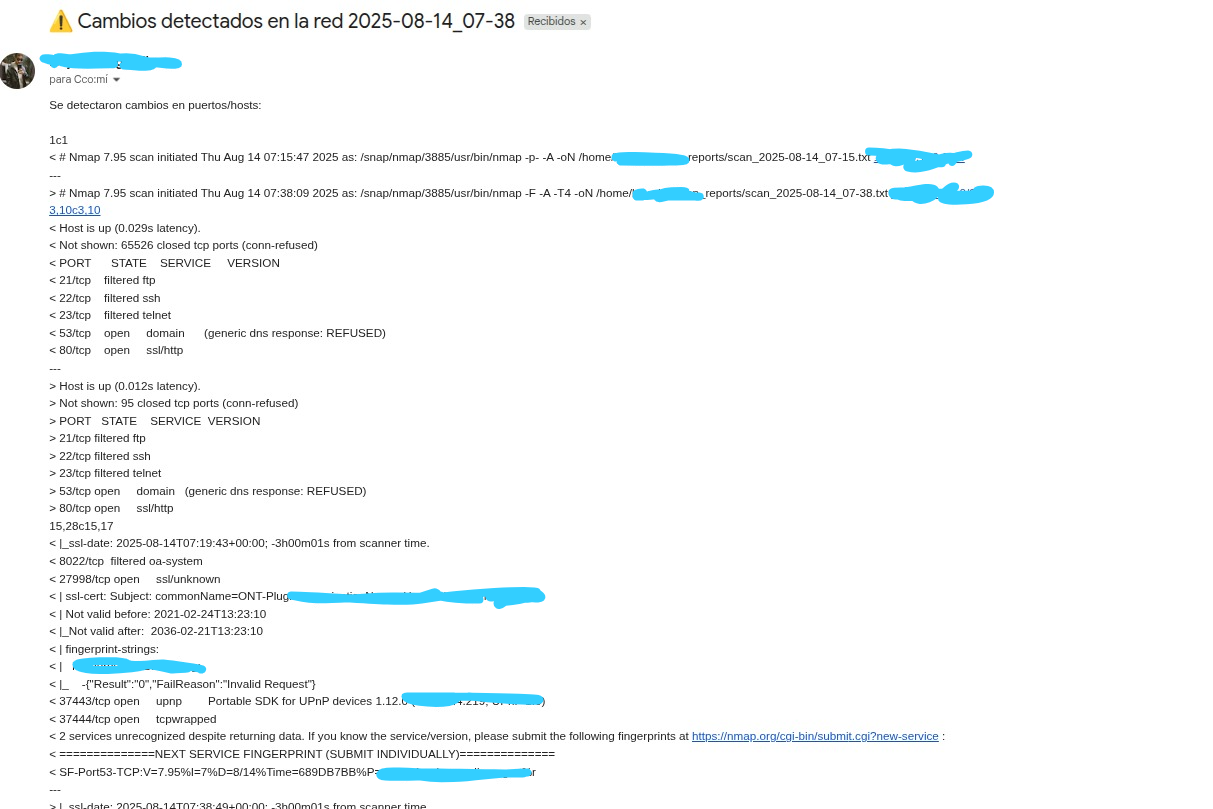 ⚠️ Cambios detectados en la red 2025-08-14_07-38 Recibidos ×
para Cco:mí
Se detectaron cambios en puertos/hosts:
1c1
< # Nmap 7.95 scan initiated Thu Aug 14 07:15:47 2025 as: /snap/nmap/3885/usr/bin/nmap -p- -A -oN /home/ reports/scan_2025-08-14_07-15.txt
---
> # Nmap 7.95 scan initiated Thu Aug 14 07:38:09 2025 as: /snap/nmap/3885/usr/bin/nmap -F -A -T4 -oN /home/ _reports/scan_2025-08-14_07-38.txt
3,10c3,10
< Host is up (0.029s latency).
< Not shown: 65526 closed tcp ports (conn-refused)
< PORT STATE SERVICE VERSION
< 21/tcp filtered ftp
< 22/tcp filtered ssh
< 23/tcp filtered telnet
< 53/tcp open domain (generic dns response: REFUSED)
< 80/tcp open ssl/http
---
> Host is up (0.012s latency).
> Not shown: 95 closed tcp ports (conn-refused)
> PORT STATE SERVICE VERSION
> 21/tcp filtered ftp
> 22/tcp filtered ssh
> 23/tcp filtered telnet
> 53/tcp open domain (generic dns response: REFUSED)
> 80/tcp open ssl/http
15,28c15,17
< |_ssl-date: 2025-08-14T07:19:43+00:00; -3h00m01s from scanner time.
< 8022/tcp filtered oa-system
< 27998/tcp open ssl/unknown
< | ssl-cert: Subject: commonName=ONT-Plug
< | Not valid before: 2021-02-24T13:23:10
< |_Not valid after: 2036-02-21T13:23:10
< | fingerprint-strings:
< |
< |_ -{"Result":"0","FailReason":"Invalid Request"}
< 37443/tcp open upnp Portable SDK for UPnP devices 1.12.
< 37444/tcp open tcpwrapped
< 2 services unrecognized despite returning data. If you know the service/version, please submit the following fingerprints at https://nmap.org/cgi-bin/submit.cgi?new-service :
< ==============NEXT SERVICE FINGERPRINT (SUBMIT INDIVIDUALLY)==============
< SF-Port53-TCP:V=7.95%I=7%D=8/14%Time=689DB7BB%P=
---
> |_ssl-date: 2025-08-14T07:38:49+00:00; -3h00m01s from scanner time.